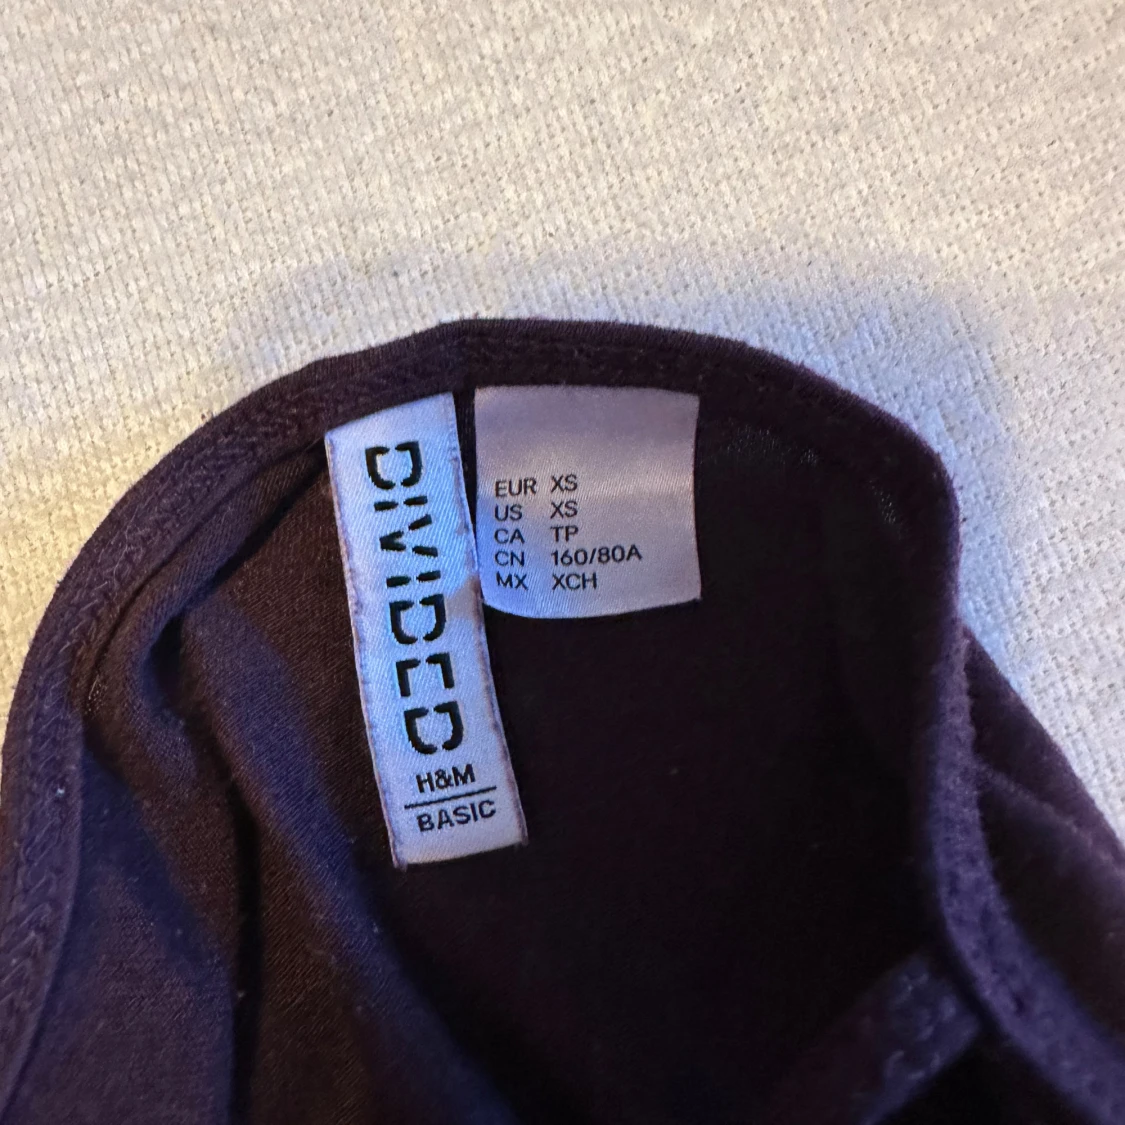 DIVIDED
H&M
BASIC
EUR XS
US XS
CA TP
CN 160/80A
MX XCH